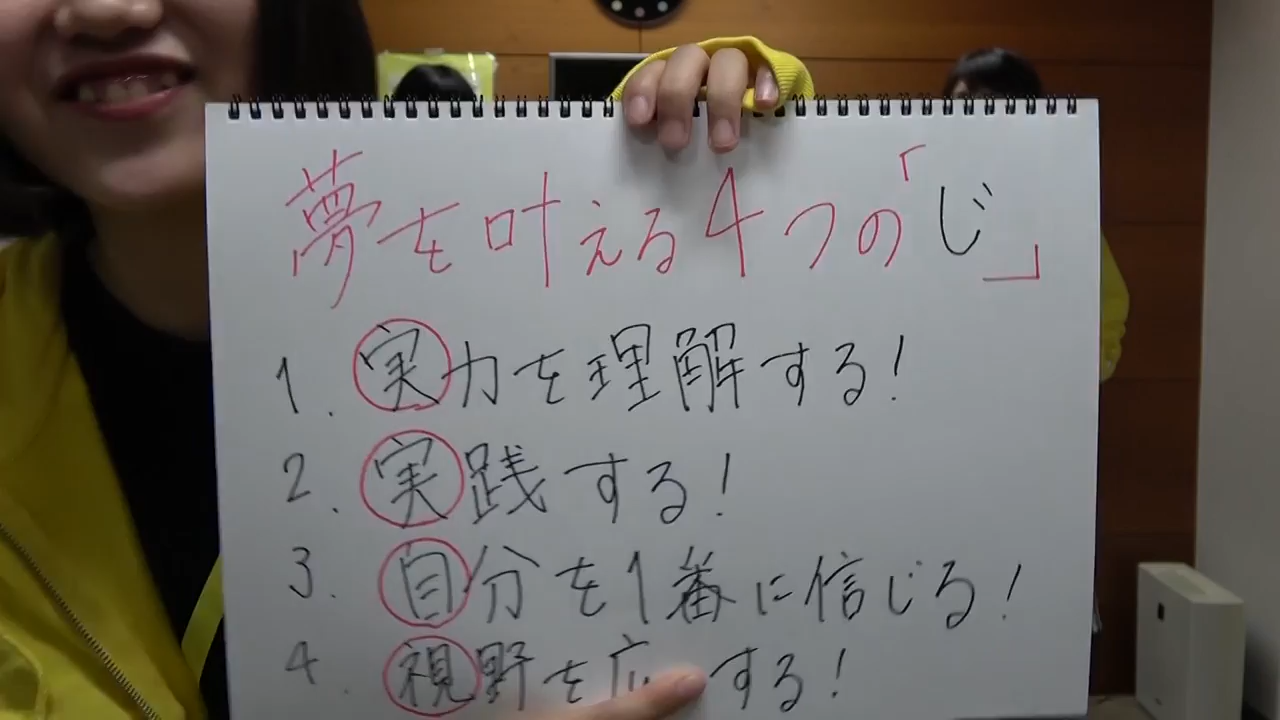 夢を叶える4つの「じ」
1. 実力を理解する!
2. 実践する!
3. 自分を1番に信じる!
4. 視野を広する!